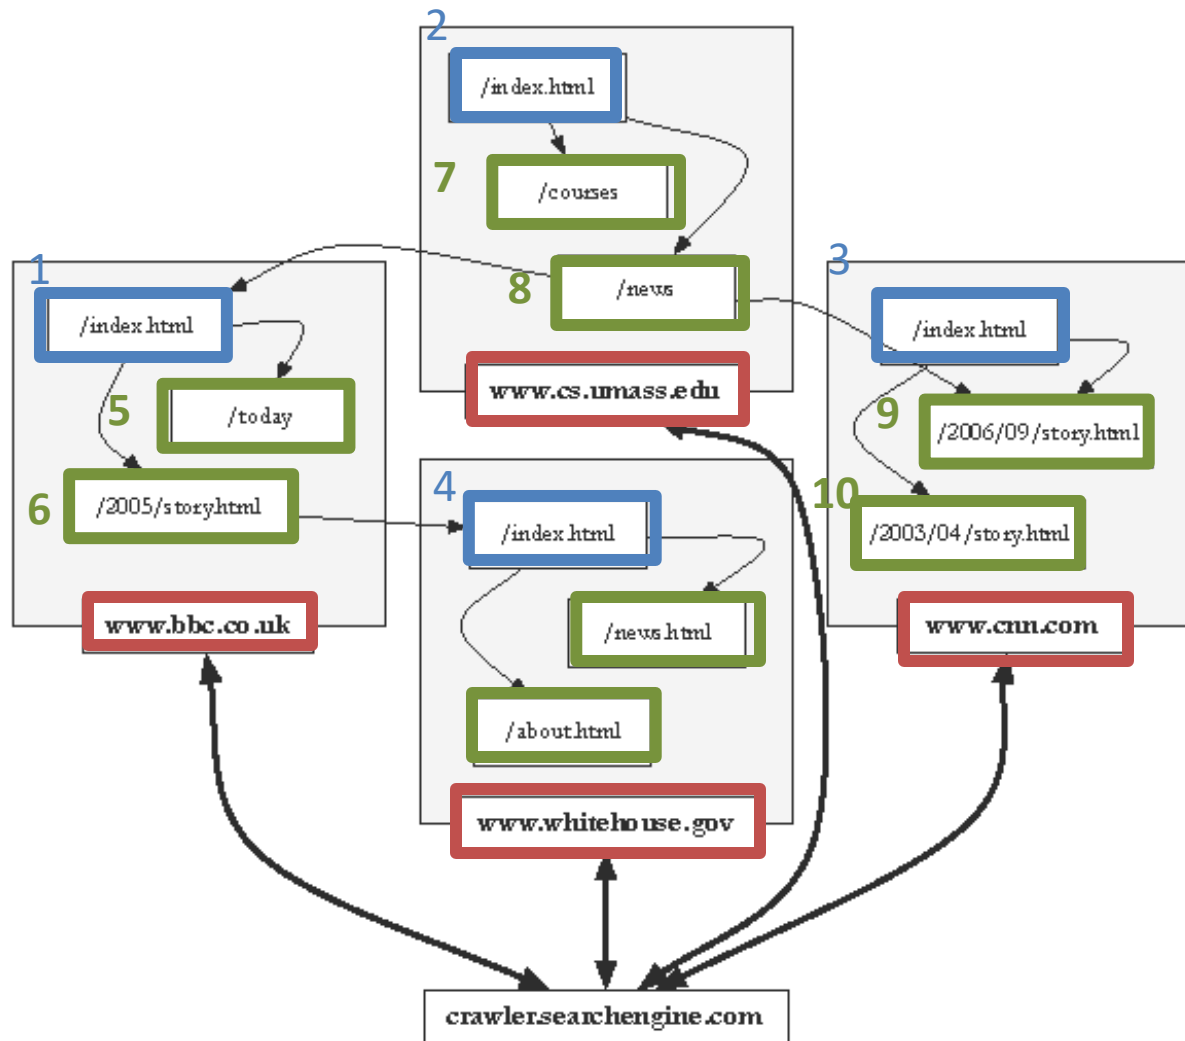 2
/index.html
7
/courses
8
/news
www.cs.umass.edu
1
/index.html
5
/today
6
/2005/story.html
www.bbc.co.uk
3
/index.html
9
/2006/09/story.html
10
/2003/04/story.html
www.cnn.com
4
/index.html
/news.html
/about.html
www.whitehouse.gov
crawler.searchengine.com